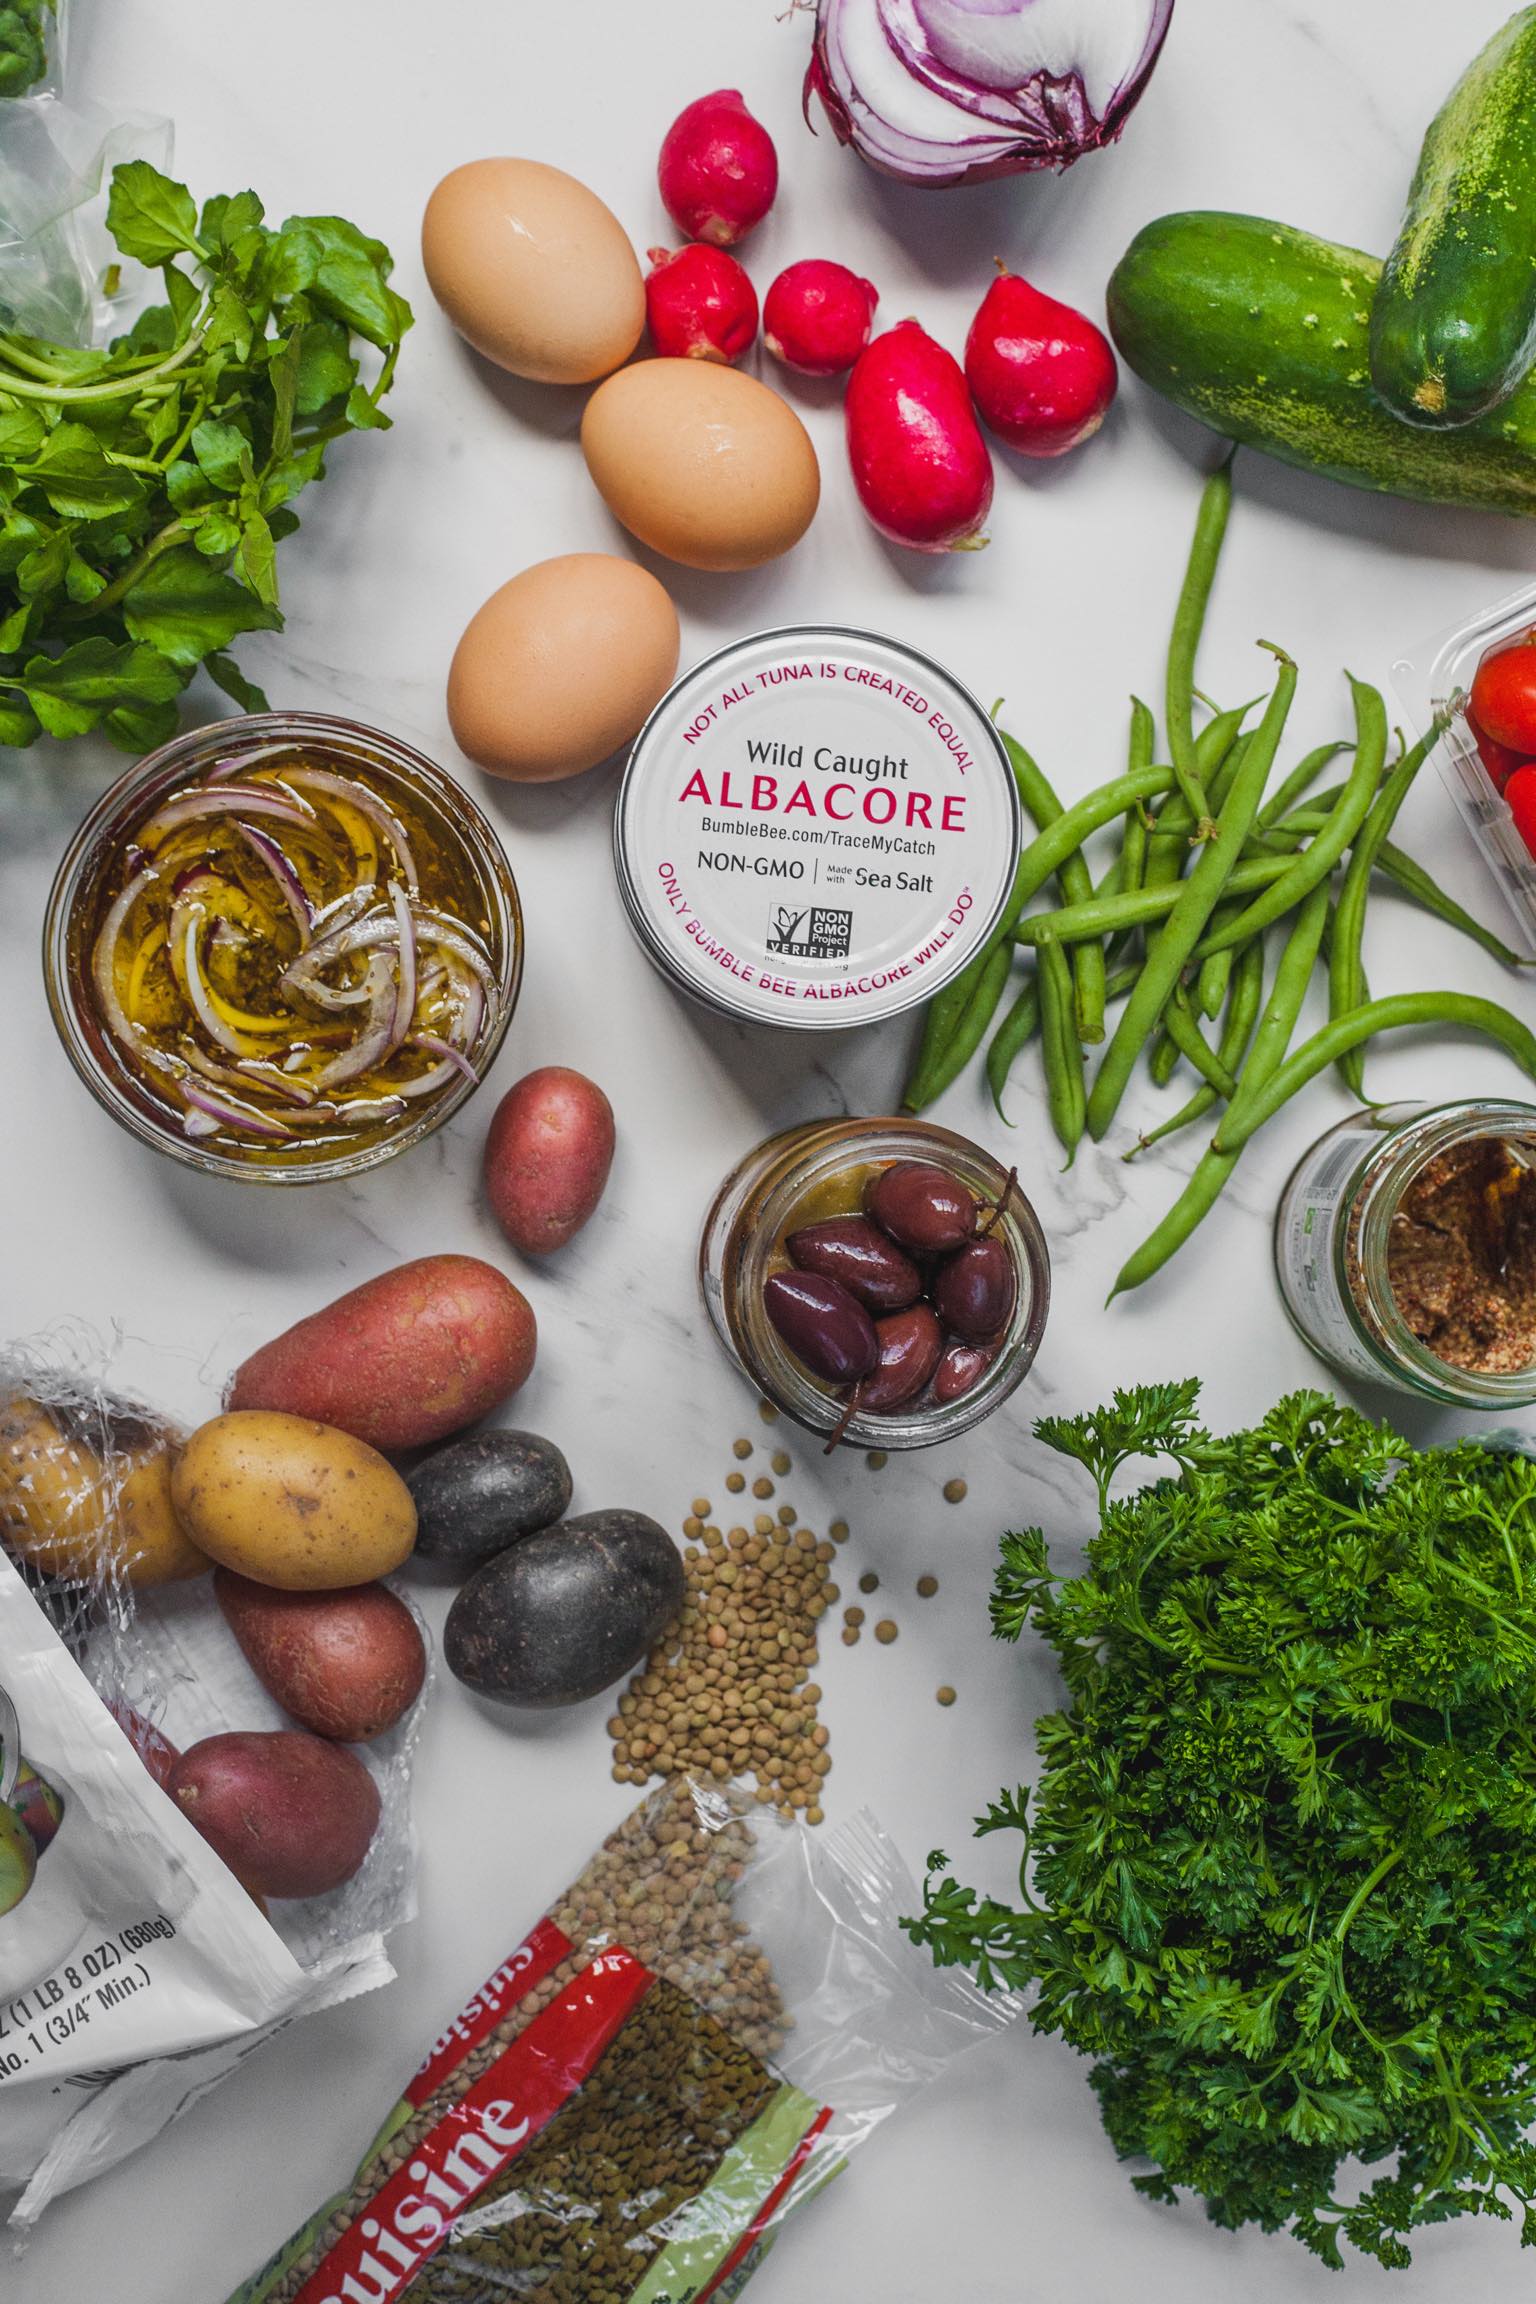 NOT ALL TUNA IS CREATED EQUAL
Wild Caught
ALBACORE
BumbleBee.com/TraceMyCatch
NON-GMO | Made with Sea Salt
NON
GMO
Project
VERIFIED
ONLY BUMBLE BEE ALBACORE WILL DO
Z (1 LB 8 OZ) (680g)
No. 1 (3/4" Min.)
Cuisine
uisine